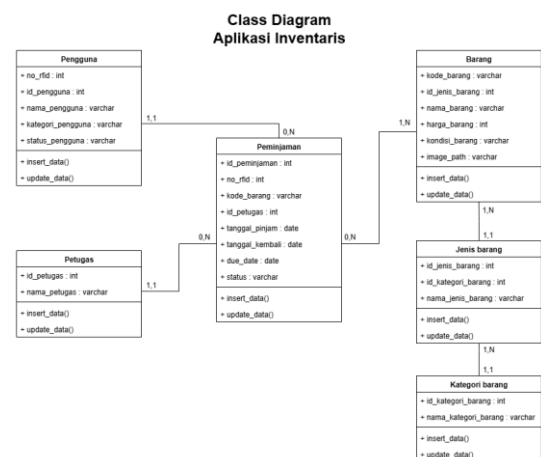 Class Diagram
Aplikasi Inventaris
Pengguna
+ no_rfid : int
+ id_pengguna : int
+ nama_pengguna : varchar
+ kategori_pengguna : varchar
+ status_pengguna : varchar
+ insert_data()
+ update_data()
1,1
0,N
Peminjaman
+ id_peminjaman : int
+ no_rfid : int
+ kode_barang : varchar
+ id_petugas : int
+ tanggal_pinjam : date
+ tanggal_kembali : date
+ due_date : date
+ status : varchar
+ insert_data()
+ update_data()
0,N
0,N
Petugas
+ id_petugas : int
+ nama_petugas : varchar
+ insert_data()
+ update_data()
1,1
Barang
+ kode_barang : varchar
+ id_jenis_barang : int
+ nama_barang : varchar
+ harga_barang : int
+ kondisi_barang : varchar
+ image_path : varchar
+ insert_data()
+ update_data()
1,N
1,N
1,1
Jenis barang
+ id_jenis_barang : int
+ id_kategori_barang : int
+ nama_jenis_barang : varchar
+ insert_data()
+ update_data()
1,N
1,1
Kategori barang
+ id_kategori_barang : int
+ nama_kategori_barang : varchar
+ insert_data()
+ update_data()